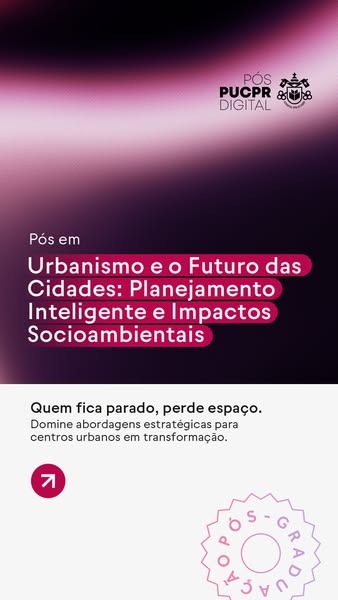 PÓS
PUCPR
DIGITAL
Pós em
Urbanismo e o Futuro das
Cidades: Planejamento
Inteligente e Impactos
Socioambientais
Quem fica parado, perde espaço.
Domine abordagens estratégicas para
centros urbanos em transformação.
PÓS-GRADUAÇÃO